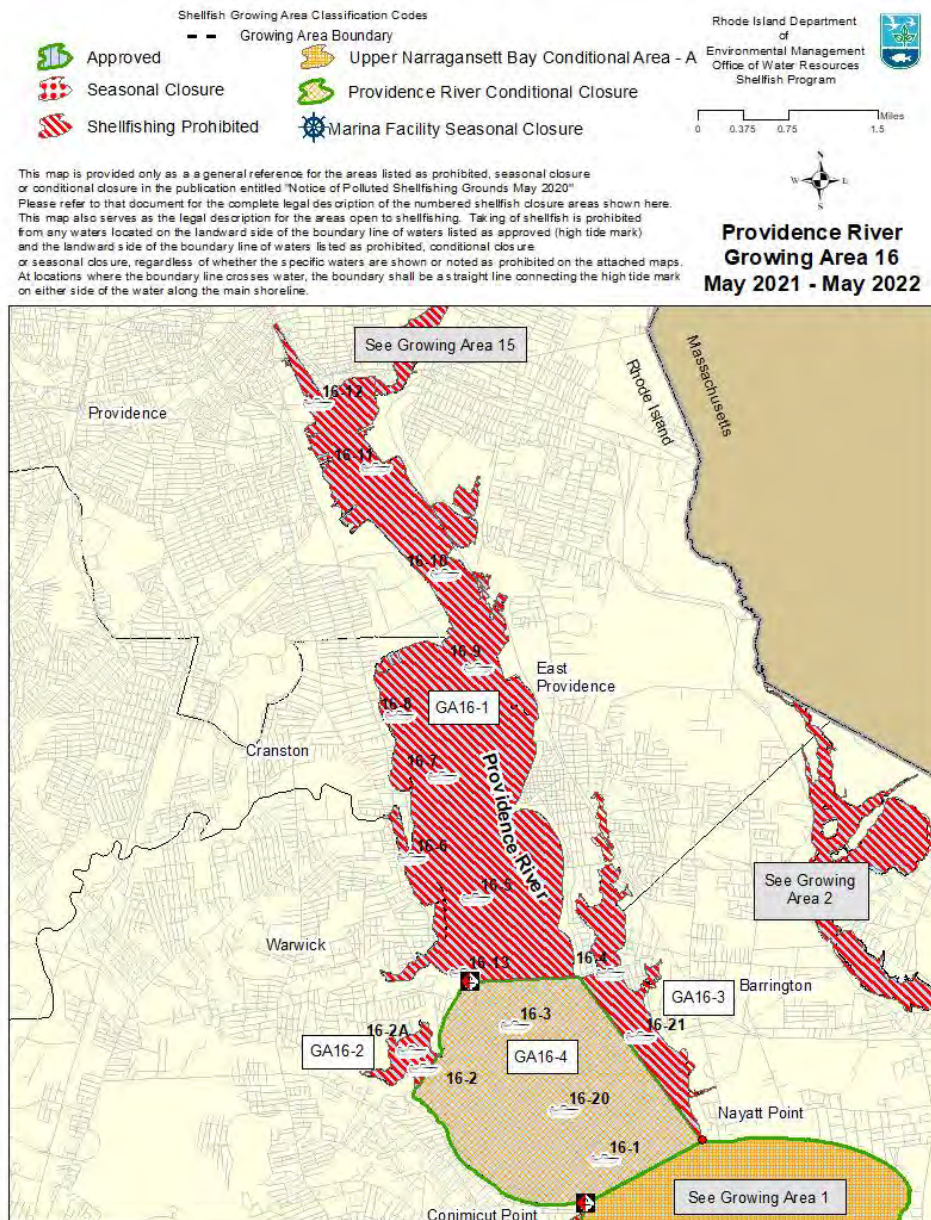 Shellfish Growing Area Classification Codes
Growing Area Boundary
Approved
Upper Narragansett Bay Conditional Area - A
Seasonal Closure
Providence River Conditional Closure
Shellfishing Prohibited
Marina Facility Seasonal Closure
Rhode Island Department
of
Environmental Management
Office of Water Resources
Shellfish Program
Miles
0 0.375 0.75 1.5
N
W E
S
This map is provided only as a a general reference for the areas listed as prohibited, seasonal closure
or conditional closure in the publication entitled "Notice of Polluted Shellfishing Grounds May 2020"
Please refer to that document for the complete legal description of the numbered shellfish closure areas shown here.
This map also serves as the legal description for the areas open to shellfishing. Taking of shellfish is prohibited
from any waters located on the landward side of the boundary line of waters listed as approved (high tide mark)
and the landward side of the boundary line of waters listed as prohibited, conditional closure
or seasonal closure, regardless of whether the specific waters are shown or noted as prohibited on the attached maps.
At locations where the boundary line crosses water, the boundary shall be a straight line connecting the high tide mark
on either side of the water along the main shoreline.
Providence River
Growing Area 16
May 2021 - May 2022
See Growing Area 15
Massachusetts
Rhode Island
16-12
Providence
16-11
16-10
16-9
East
Providence
16-8
GA16-1
Cranston
16-7
Providence River
16-6
16-5
See Growing
Area 2
Warwick
16-13
16-4
GA16-3
Barrington
16-3
16-21
16-2A
GA16-2
GA16-4
16-2
16-20
Nayatt Point
16-1
See Growing Area 1
Conimicut Point